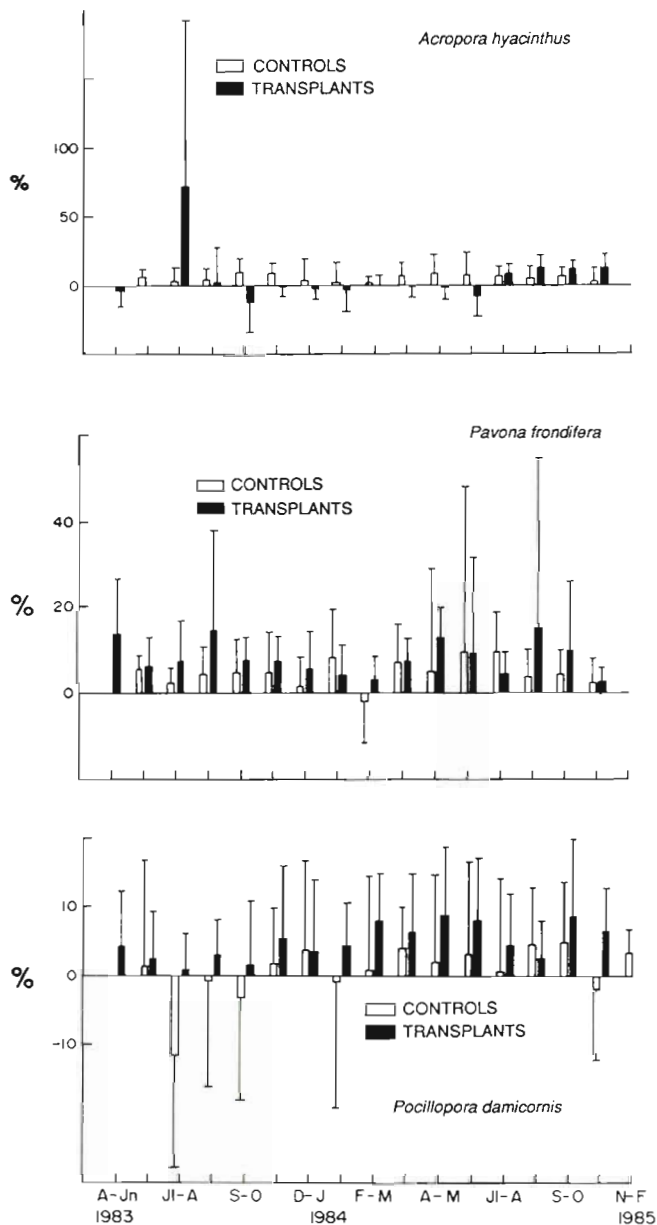 Acropora hyacinthus
CONTROLS
TRANSPLANTS
100
%
50
0
Pavona frondifera
CONTROLS
TRANSPLANTS
40
%
20
0
10
0
%
CONTROLS
TRANSPLANTS
-10
Pocillopora damicornis
A-Jn Jl-A S-O D-J F-M A-M Jl-A S-O N-F
1983 1984 1985